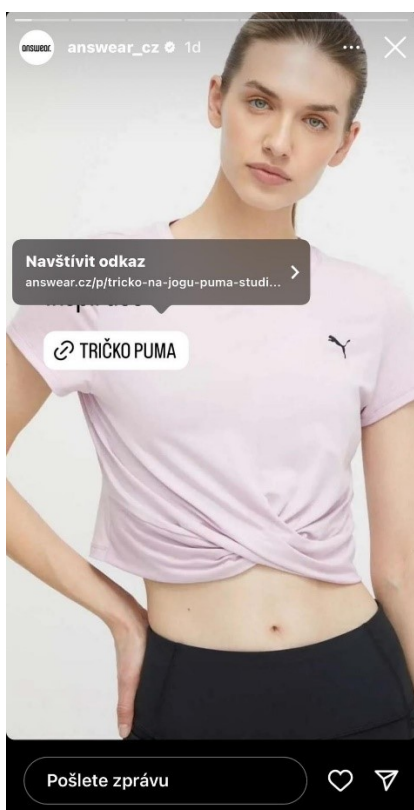 answear.
answear_cz 1d
Navštívit odkaz
answear.cz/p/tricko-na-jogu-puma-studi...
TRIČKO PUMA
Pošlete zprávu